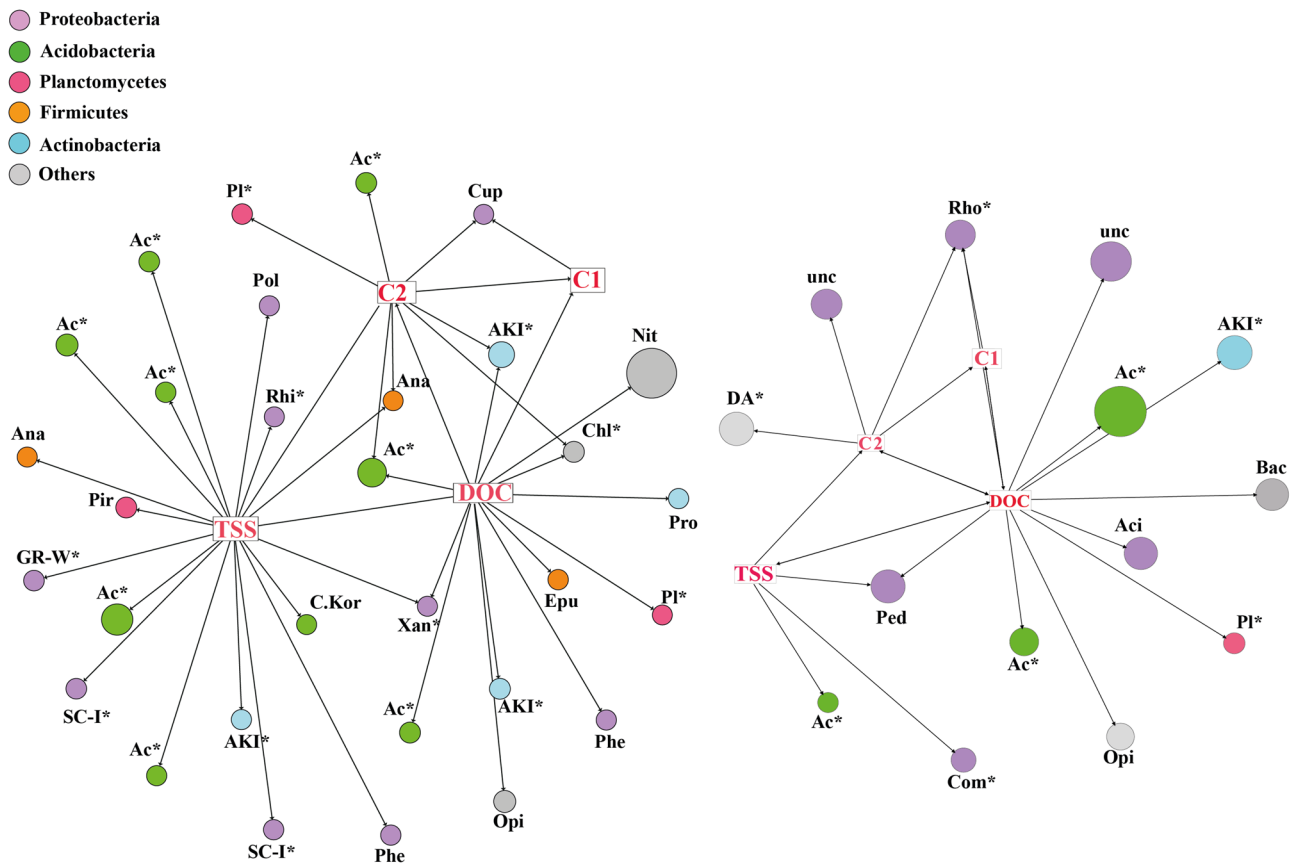 Proteobacteria
Acidobacteria
Planctomycetes
Firmicutes
Actinobacteria
Others
Ac*
Pl*
Cup
Ac*
Pol
C2
C1
Ac*
AKI*
Nit
Ac*
Ana
Rhi*
Chl*
Ana
Ac*
Pir
DOC
TSS
Pro
GR-W*
Ac*
C.Kor
Xan*
Epu
Pl*
SC-I*
AKI*
Ac*
AKI*
Phe
Ac*
Opi
SC-I*
Phe
Rho*
unc
unc
AKI*
C1
Ac*
DA*
C2
Bac
DOC
Aci
TSS
Ped
Pl*
Ac*
Ac*
Opi
Com*